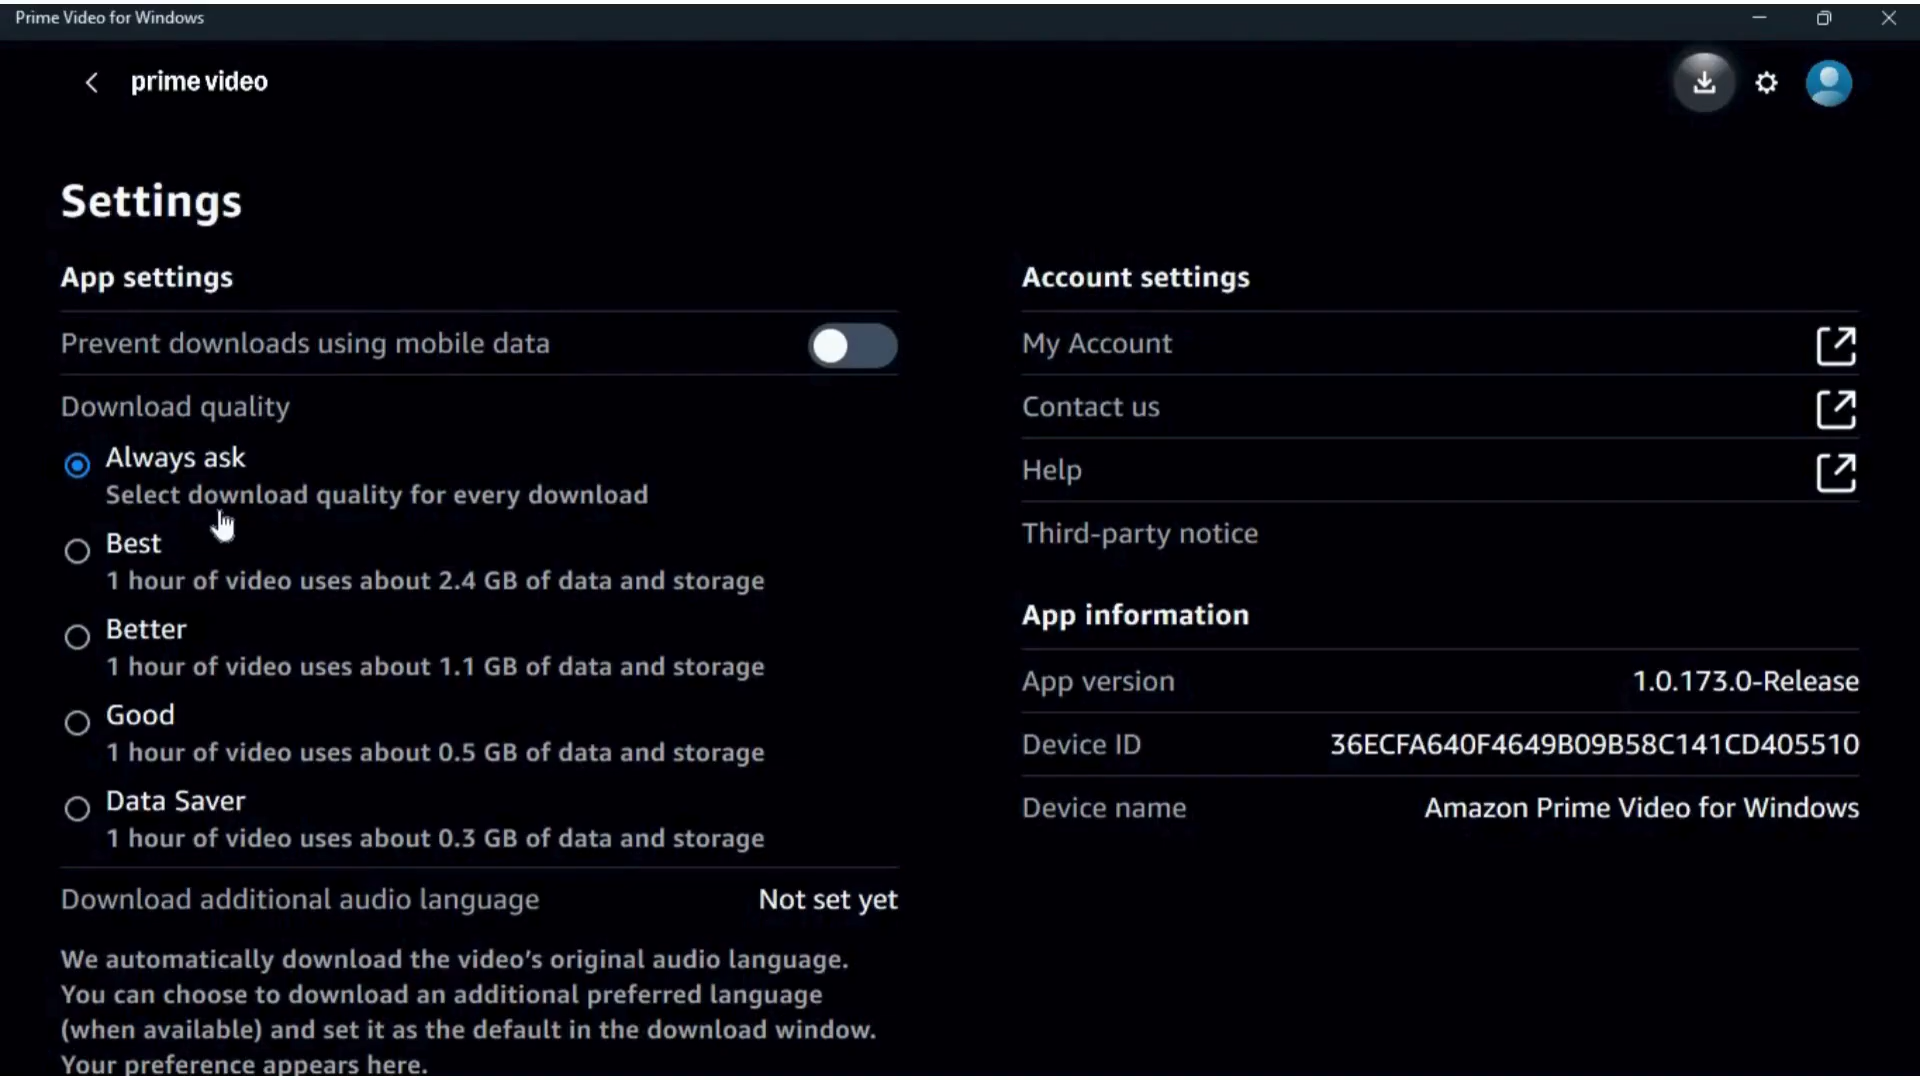 Prime Video for Windows
prime video
Settings
App settings
Prevent downloads using mobile data
Download quality
Always ask
Select download quality for every download
Best
1 hour of video uses about 2.4 GB of data and storage
Better
1 hour of video uses about 1.1 GB of data and storage
Good
1 hour of video uses about 0.5 GB of data and storage
Data Saver
1 hour of video uses about 0.3 GB of data and storage
Download additional audio language Not set yet
We automatically download the video's original audio language.
You can choose to download an additional preferred language
(when available) and set it as the default in the download window.
Your preference appears here.
Account settings
My Account
Contact us
Help
Third-party notice
App information
App version 1.0.173.0-Release
Device ID 36ECFA640F4649B09B58C141CD405510
Device name Amazon Prime Video for Windows